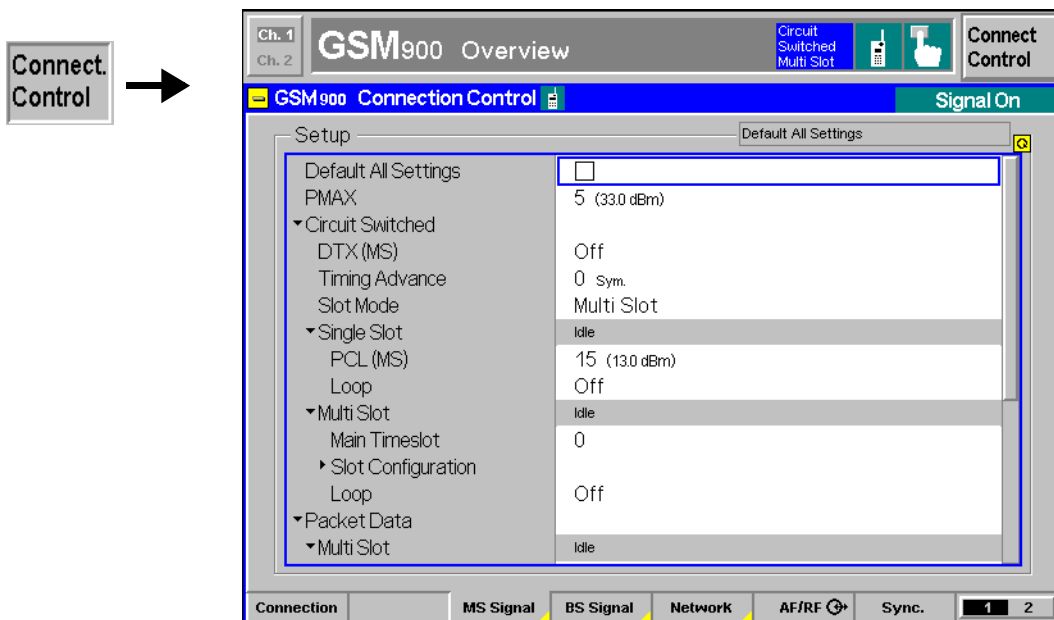 Connect.
Control
Ch. 1
Ch. 2
GSM900 Overview
Circuit
Switched
Multi Slot
Connect
Control
GSM900 Connection Control
Signal On
Setup
Default All Settings
Default All Settings
PMAX 5 (33.0 dBm)
Circuit Switched
DTX (MS) Off
Timing Advance 0 Sym.
Slot Mode Multi Slot
Single Slot Idle
PCL (MS) 15 (13.0 dBm)
Loop Off
Multi Slot Idle
Main Timeslot 0
Slot Configuration
Loop Off
Packet Data
Multi Slot Idle
Connection MS Signal BS Signal Network AF/RF Sync. 1 2